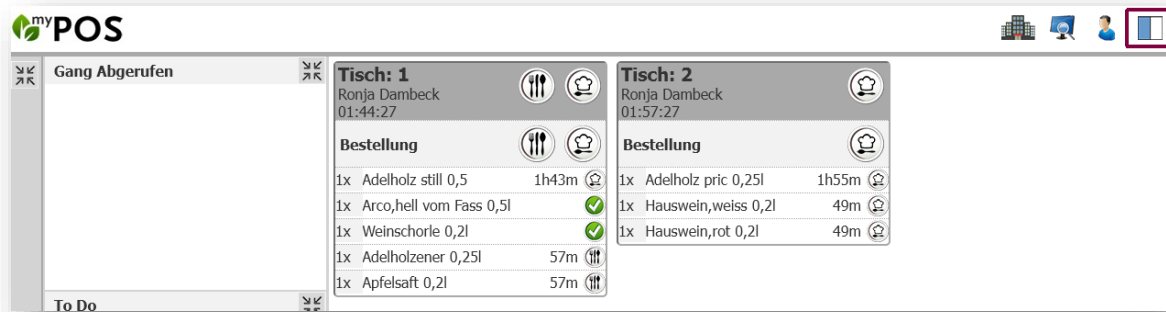 myPOS
Gang Abgerufen
To Do
Tisch: 1
Ronja Dambeck
01:44:27
Bestellung
1x Adelholz still 0,5 1h43m
1x Arco,hell vom Fass 0,5l
1x Weinschorle 0,2l
1x Adelholzener 0,25l 57m
1x Apfelsaft 0,2l 57m
Tisch: 2
Ronja Dambeck
01:57:27
Bestellung
1x Adelholz pric 0,25l 1h55m
1x Hauswein,weiss 0,2l 49m
1x Hauswein,rot 0,2l 49m